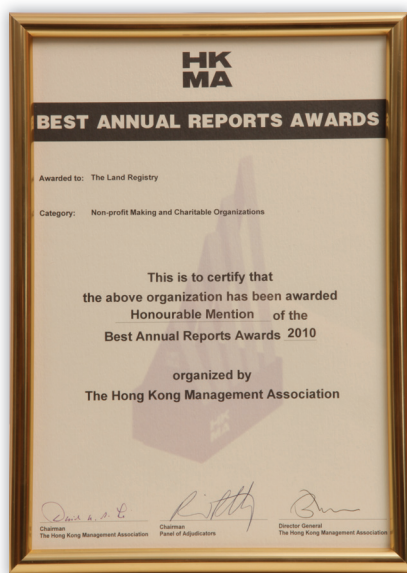 HK
MA
BEST ANNUAL REPORTS AWARDS
Awarded to: The Land Registry
Category: Non-profit Making and Charitable Organizations
This is to certify that
the above organization has been awarded
Honourable Mention of the
Best Annual Reports Awards 2010
organized by
The Hong Kong Management Association
Chairman
The Hong Kong Management Association
Chairman
Panel of Adjudicators
Director General
The Hong Kong Management Association